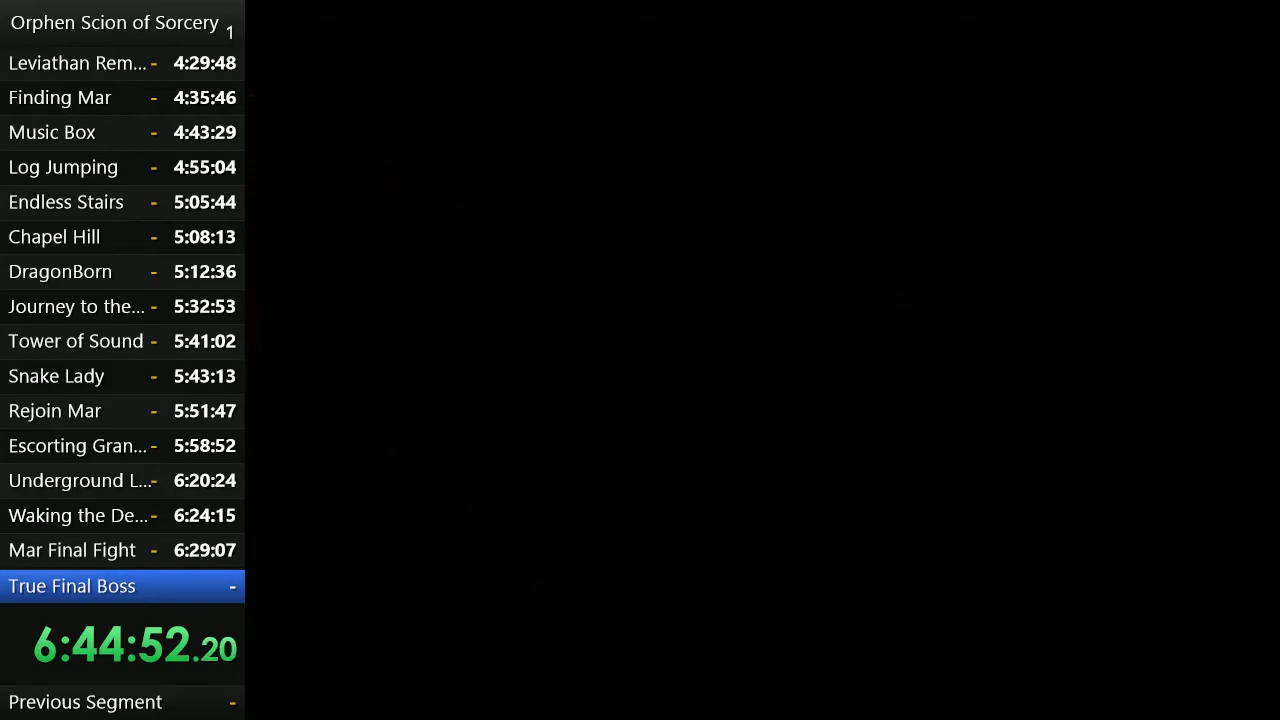 Orphen Scion of Sorcery 1
Leviathan Rem... - 4:29:48
Finding Mar - 4:35:46
Music Box - 4:43:29
Log Jumping - 4:55:04
Endless Stairs - 5:05:44
Chapel Hill - 5:08:13
DragonBorn - 5:12:36
Journey to the... - 5:32:53
Tower of Sound - 5:41:02
Snake Lady - 5:43:13
Rejoin Mar - 5:51:47
Escorting Gran... - 5:58:52
Underground L... - 6:20:24
Waking the De... - 6:24:15
Mar Final Fight - 6:29:07
True Final Boss -
6:44:52.20
Previous Segment -